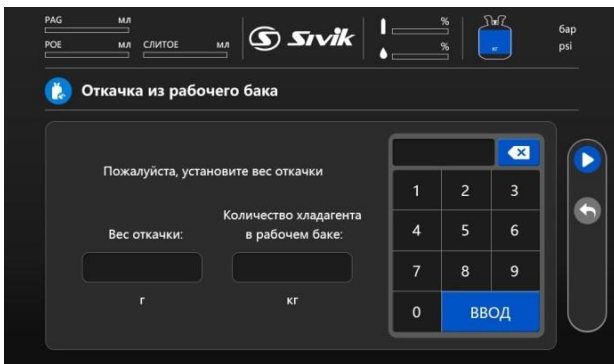 PAG
мл
POE
мл
СЛИТОЕ
мл
Sivik
%
%
кг
бар
psi
Откачка из рабочего бака
Пожалуйста, установите вес откачки
Вес откачки:
Количество хладагента
в рабочем баке:
г
кг
1 2 3
4 5 6
7 8 9
0 ВВОД